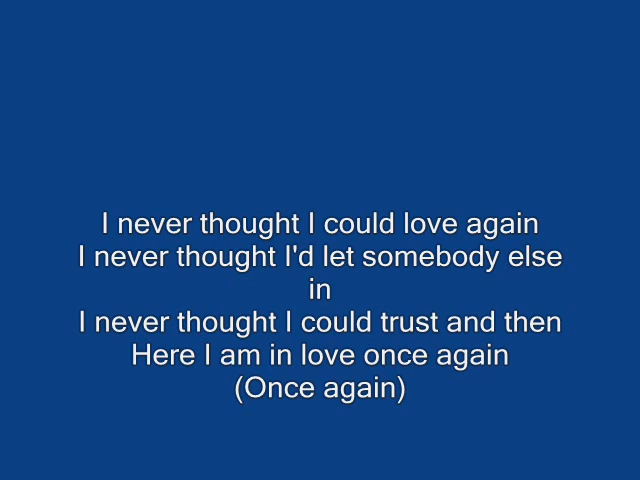 I never thought I could love again
I never thought I'd let somebody else
in
I never thought I could trust and then
Here I am in love once again
(Once again)